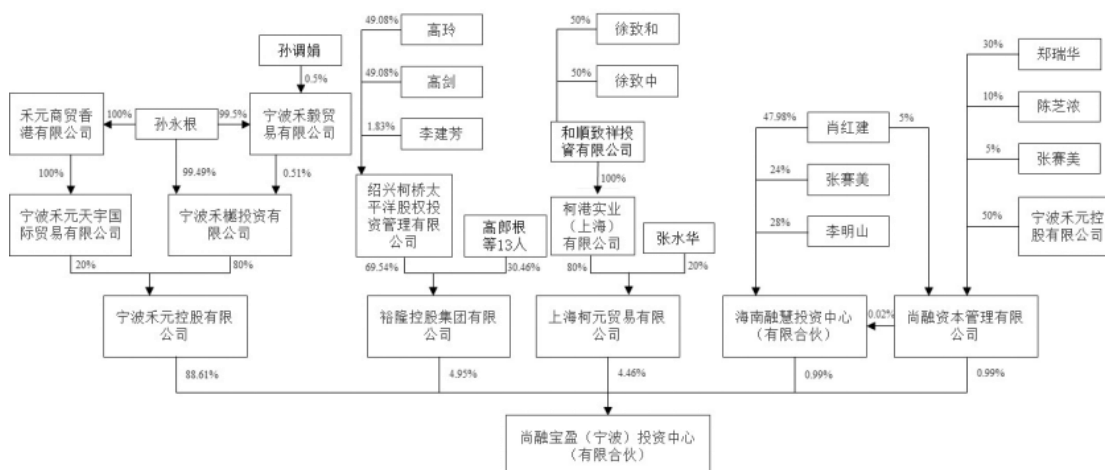 孙调娟
0.5%
禾元商贸香
港有限公司
100%
孙永根
99.5%
宁波禾毅贸
易有限公司
100%
99.49%
0.51%
宁波禾元天宇国
际贸易有限公司
宁波禾樾投资有
限公司
20%
80%
宁波禾元控股有限公
司
88.61%
49.08%
高玲
49.08%
高剑
1.83%
李建芳
绍兴柯桥太
平洋股权投
资管理有限
公司
高郎根
等13人
69.54%
30.46%
裕隆控股集团有限公
司
4.95%
50%
徐致和
50%
徐致中
和順致祥投
資有限公司
100%
柯港实业
（上海）
有限公司
张水华
80%
20%
上海柯元贸易有限公
司
4.46%
47.98%
肖红建
5%
24%
张赛美
28%
李明山
海南融慧投资中心
（有限合伙）
0.02%
0.99%
30%
郑瑞华
10%
陈芝浓
5%
张赛美
50%
宁波禾元控
股有限公司
尚融资本管理有限公
司
0.99%
尚融宝盈（宁波）投资中心
（有限合伙）